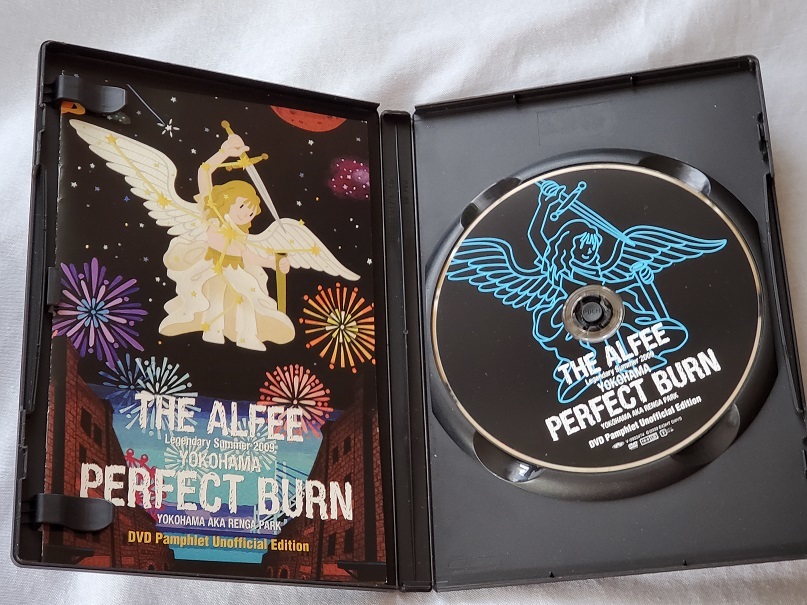 THE ALFEE
Legendary Summer 2009
YOKOHAMA
PERFECT BURN
YOKOHAMA AKA RENGA PARK
DVD Pamphlet Unofficial Edition
THE ALFEE
Legendary Summer 2009
YOKOHAMA
PERFECT BURN
YOKOHAMA AKA RENGA PARK
DVD Pamphlet Unofficial Edition